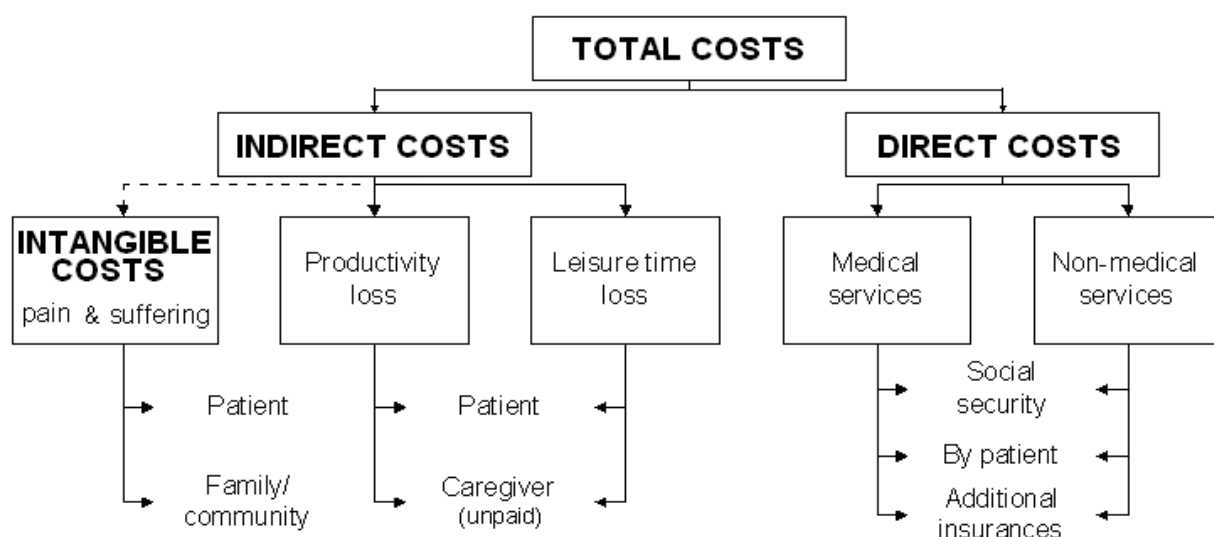 TOTAL COSTS
INDIRECT COSTS
DIRECT COSTS
INTANGIBLE
COSTS
pain & suffering
Productivity
loss
Leisure time
loss
Medical
services
Non-medical
services
Patient
Family/
community
Patient
Caregiver
(unpaid)
Social
security
By patient
Additional
insurances